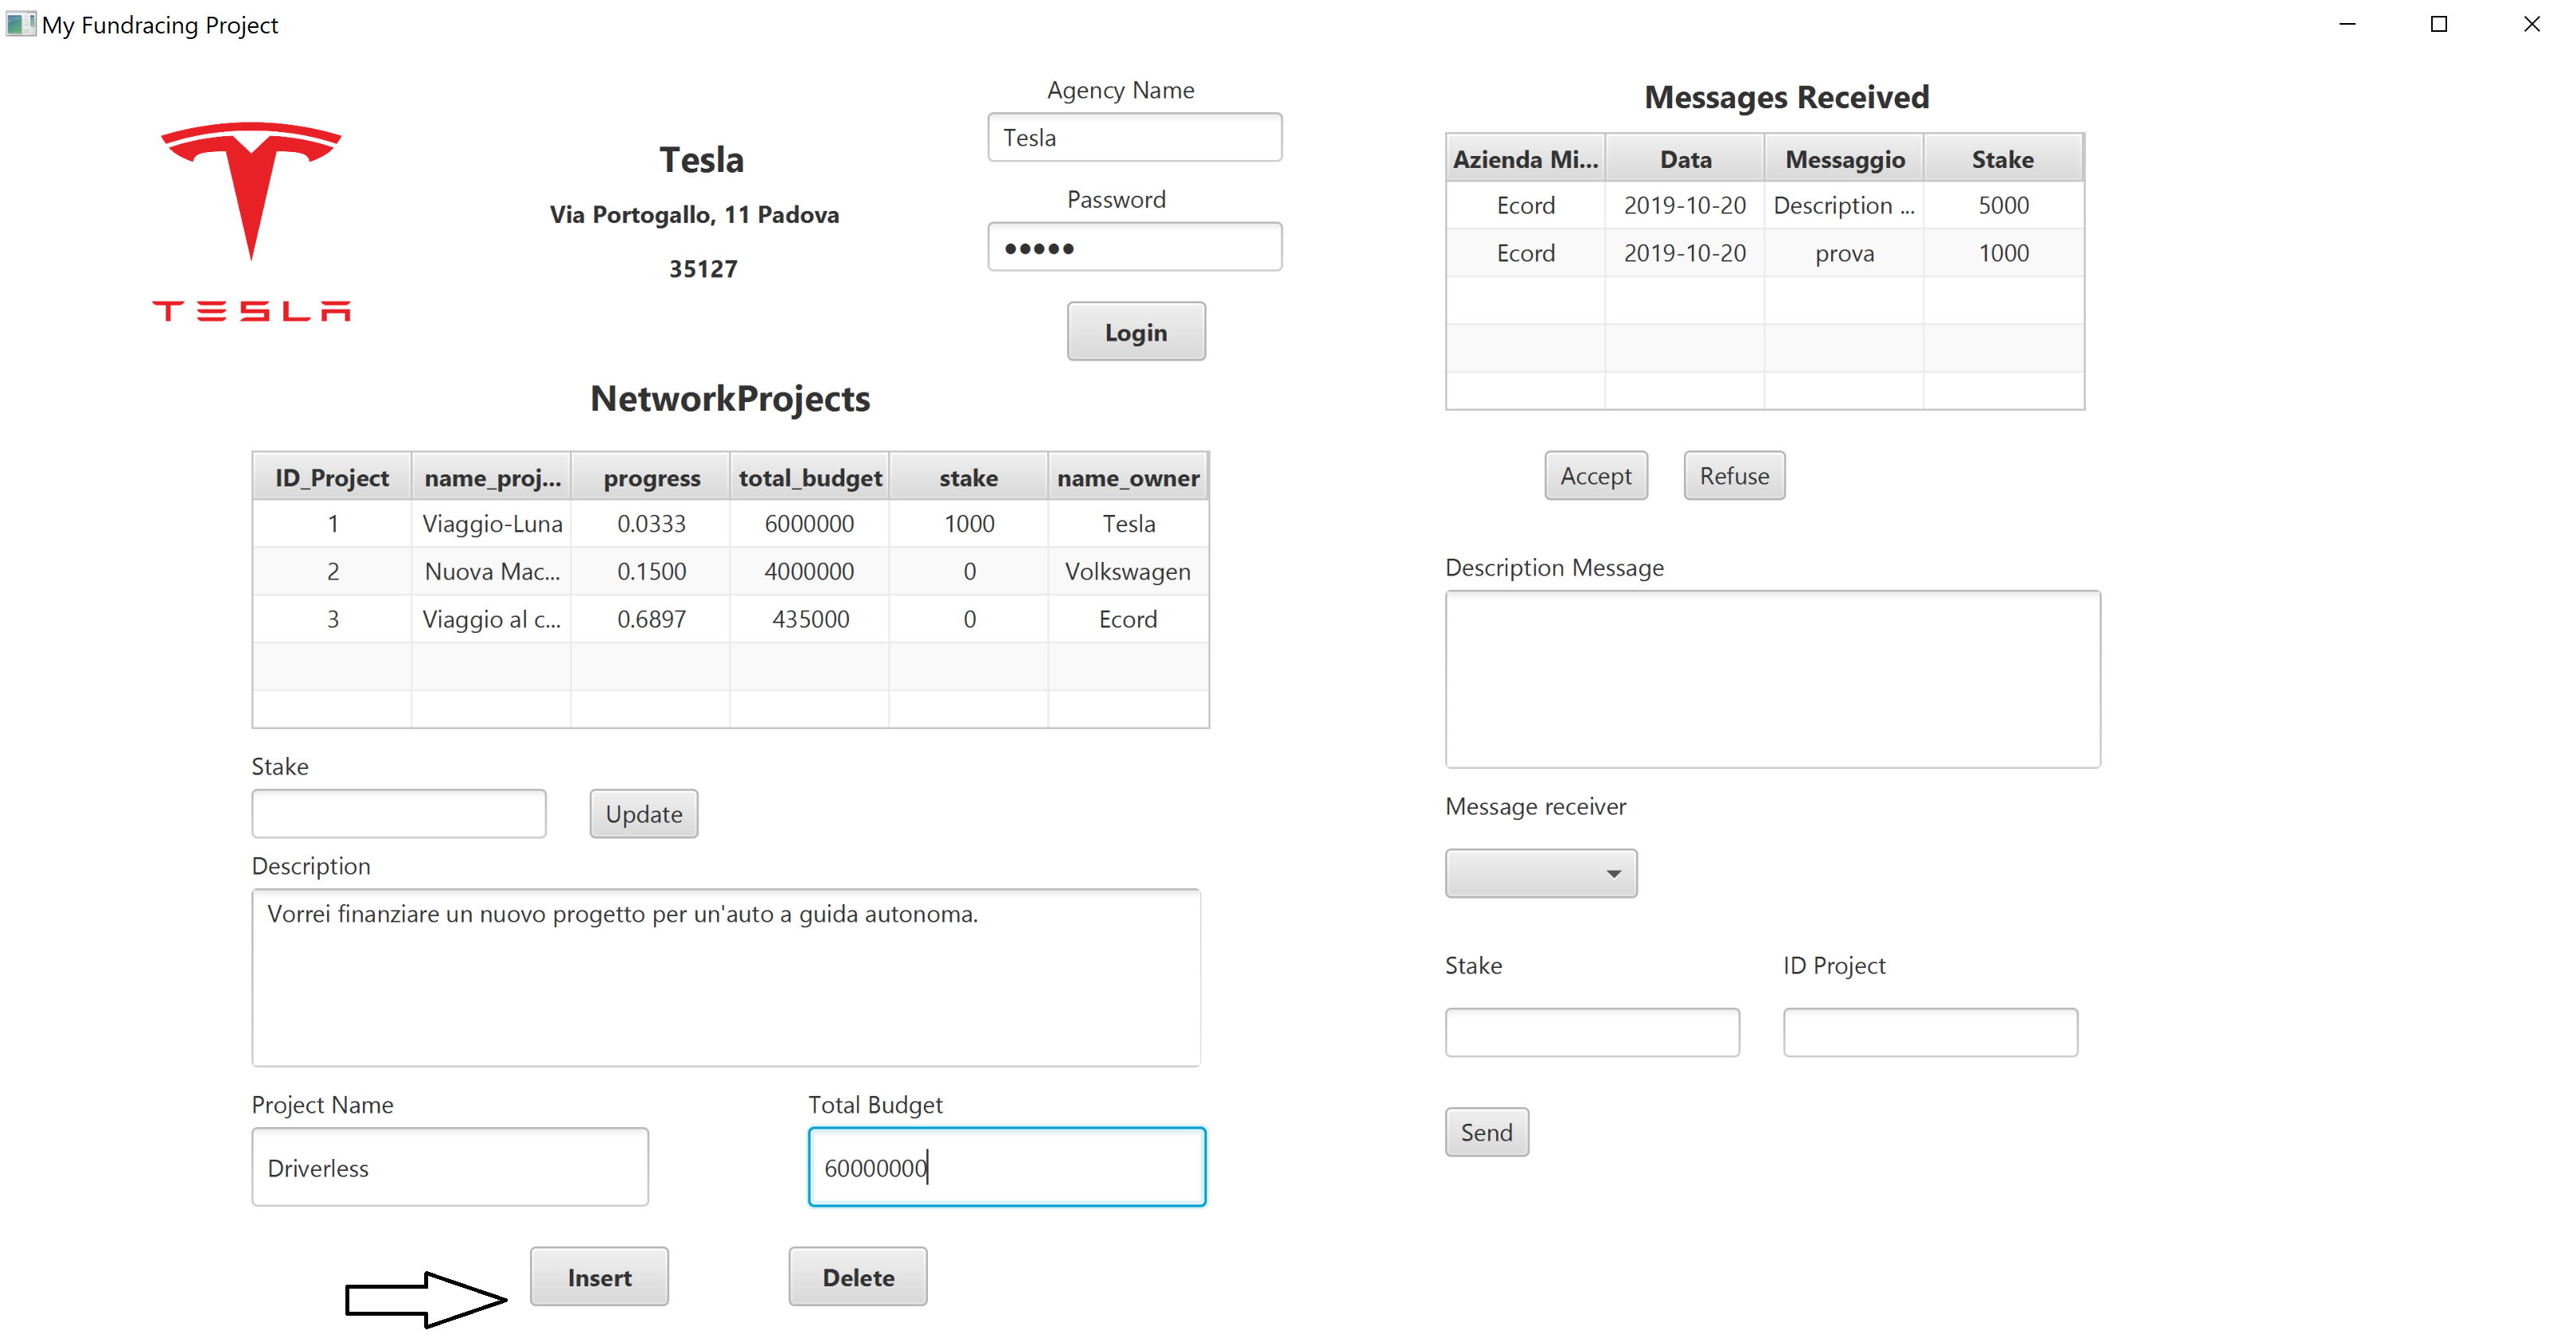 My Fundracing Project
TESLA
Tesla
Via Portogallo, 11 Padova
35127
Agency Name
Tesla
Password
●●●●●
Login
NetworkProjects
ID_Project name_proj... progress total_budget stake name_owner
1 Viaggio-Luna 0.0333 6000000 1000 Tesla
2 Nuova Mac... 0.1500 4000000 0 Volkswagen
3 Viaggio al c... 0.6897 435000 0 Ecord
Stake
Update
Description
Vorrei finanziare un nuovo progetto per un'auto a guida autonoma.
Project Name Total Budget
Driverless 60000000
Insert Delete
Messages Received
Azienda Mi... Data Messaggio Stake
Ecord 2019-10-20 Description ... 5000
Ecord 2019-10-20 prova 1000
Accept Refuse
Description Message
Message receiver
Stake ID Project
Send